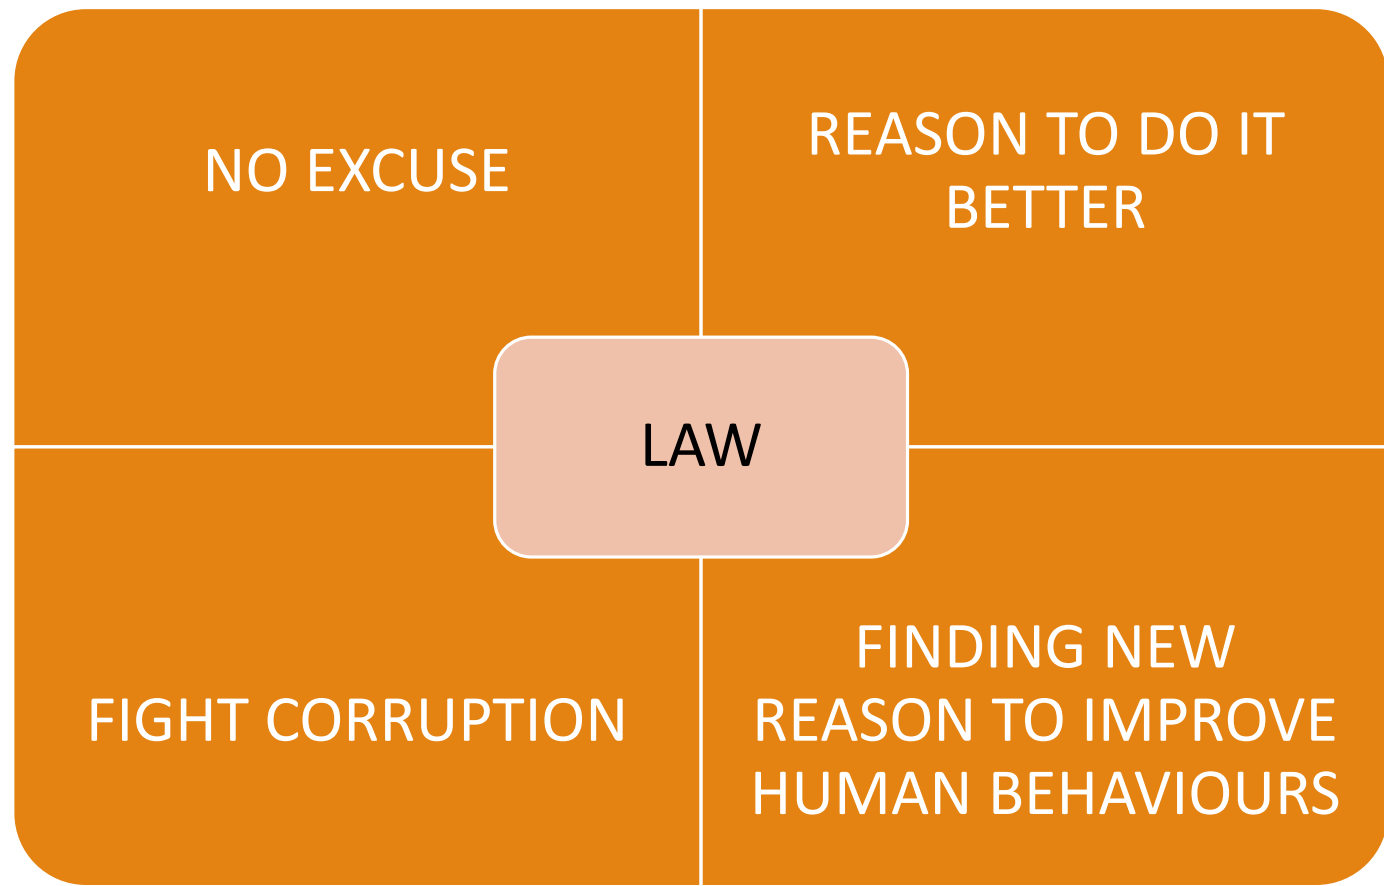 NO EXCUSE
REASON TO DO IT
BETTER
LAW
FIGHT CORRUPTION
FINDING NEW
REASON TO IMPROVE
HUMAN BEHAVIOURS